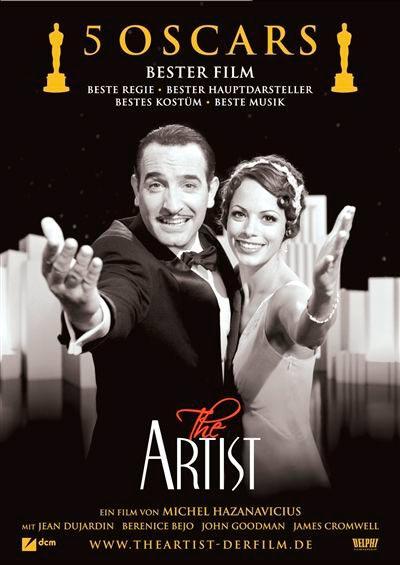 5 OSCARS
BESTER FILM
BESTE REGIE • BESTER HAUPTDARSTELLER
BESTES KOSTÜM • BESTE MUSIK
The
ARTIST
EIN FILM VON MICHEL HAZANAVICIUS
MIT JEAN DUJARDIN BERENICE BEJO JOHN GOODMAN JAMES CROMWELL
dcm
WWW.THEARTIST-DERFILM.DE
DELPHI